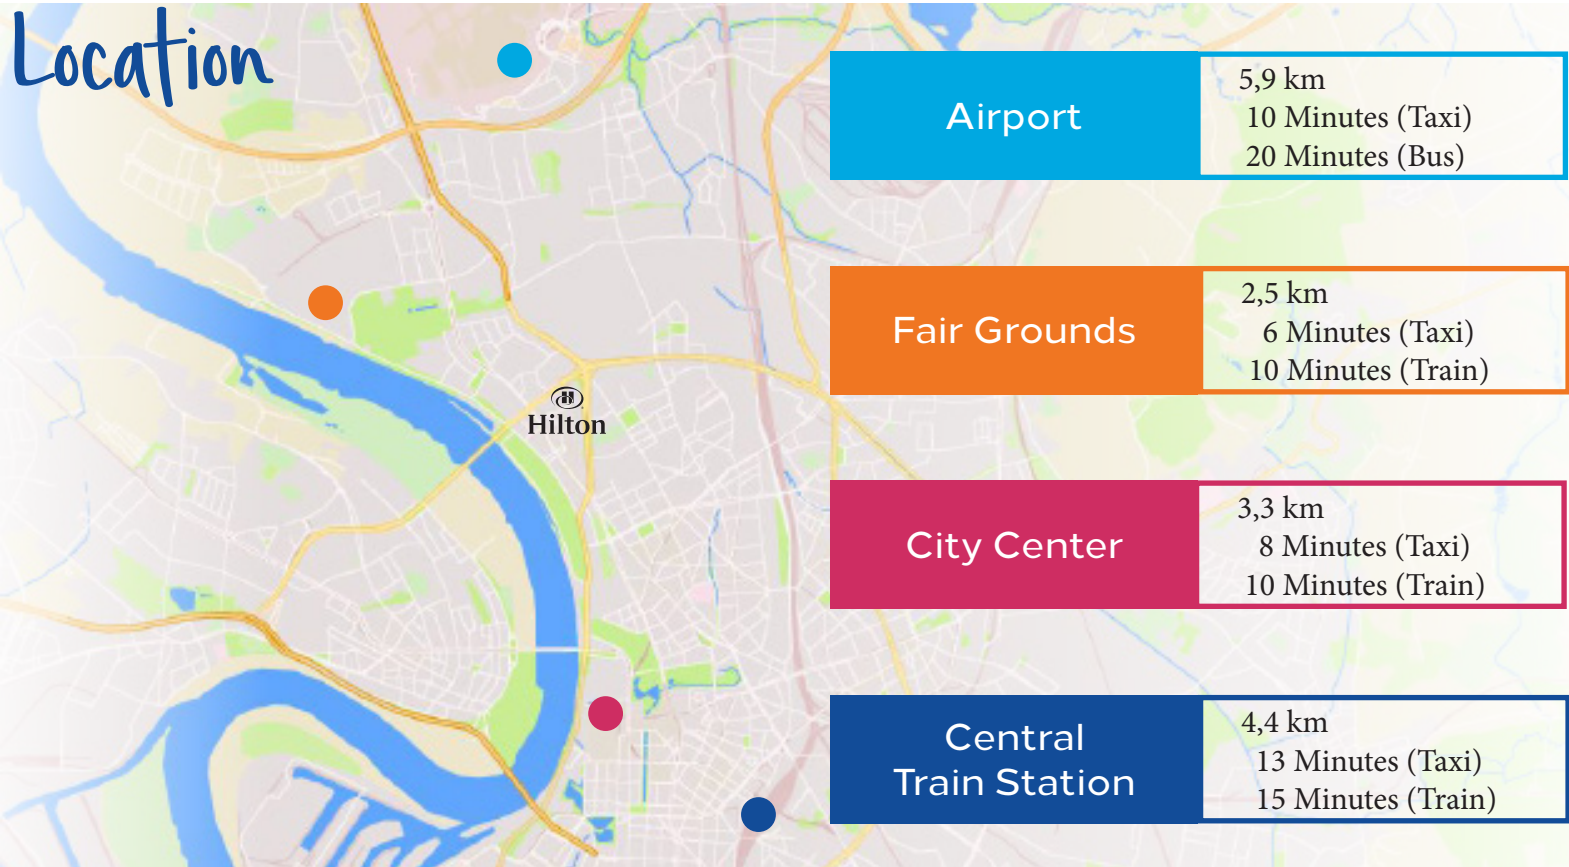 Location
Airport
5,9 km
10 Minutes (Taxi)
20 Minutes (Bus)
Fair Grounds
2,5 km
6 Minutes (Taxi)
10 Minutes (Train)
Hilton
City Center
3,3 km
8 Minutes (Taxi)
10 Minutes (Train)
Central
Train Station
4,4 km
13 Minutes (Taxi)
15 Minutes (Train)